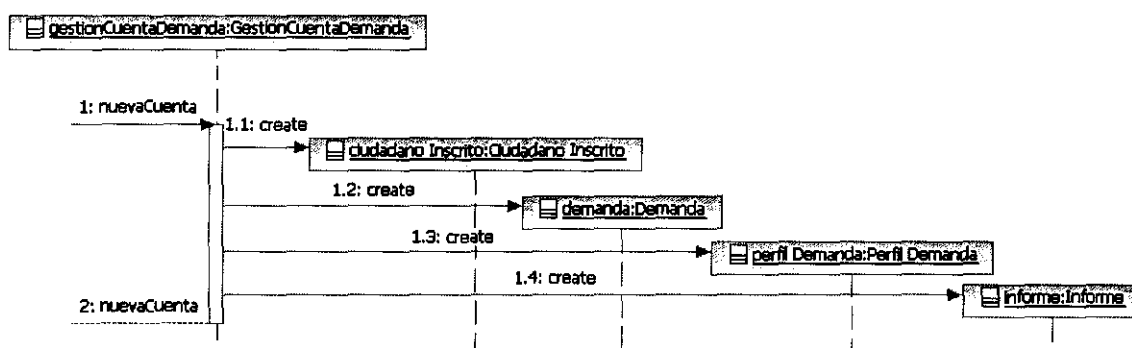 gestionCuentaDemanda:GestionCuentaDemanda
1: nuevaCuenta
1.1: create
ciudadano Inscrito:Ciudadano Inscrito
1.2: create
demanda:Demanda
1.3: create
perfil Demanda:Perfil Demanda
1.4: create
informe:Informe
2: nuevaCuenta